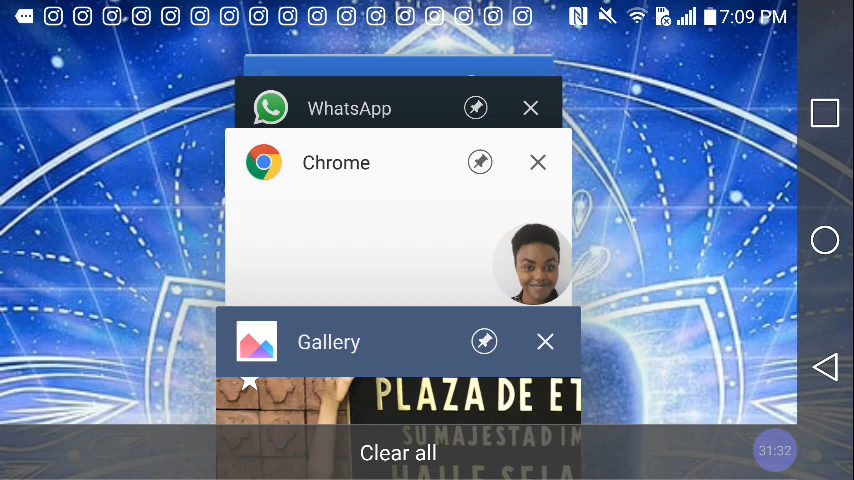 7:09 PM
WhatsApp
Chrome
Gallery
PLAZA DE ET
SU MAJESTAD IM
HAILE SELA
Clear all
31:32